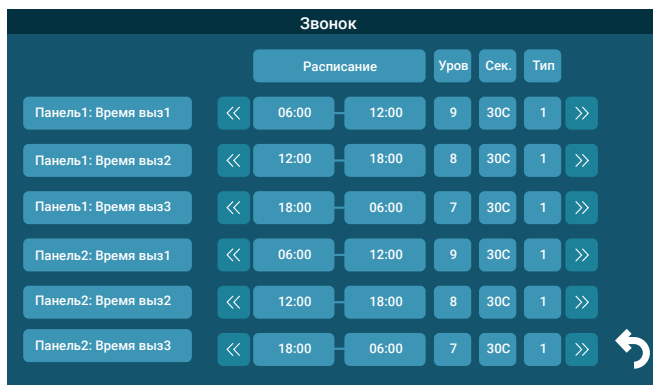 Звонок
Расписание Уров Сек. Тип
Панель1: Время выз1 06:00 12:00 9 30С 1
Панель1: Время выз2 12:00 18:00 8 30С 1
Панель1: Время выз3 18:00 06:00 7 30С 1
Панель2: Время выз1 06:00 12:00 9 30С 1
Панель2: Время выз2 12:00 18:00 8 30С 1
Панель2: Время выз3 18:00 06:00 7 30С 1